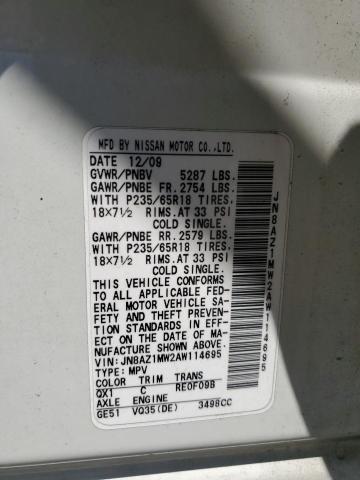 MFD BY NISSAN MOTOR CO.,LTD.
DATE 12/09
GVWR/PNBV 5287 LBS.
GAWR/PNBE FR. 2754 LBS.
WITH P235/65R18 TIRES.
18X7½ RIMS. AT 33 PSI
COLD SINGLE.
GAWR/PNBE RR. 2579 LBS.
WITH P235/65R18 TIRES.
18X7½ RIMS. AT 33 PSI
COLD SINGLE.
THIS VEHICLE CONFORMS
TO ALL APPLICABLE FED-
ERAL MOTOR VEHICLE SA-
FETY AND THEFT PREVEN-
TION STANDARDS IN EFFECT
ON THE DATE OF MA-
NUFACTURE SHOWN ABOVE.
VIN: JN8AZ1MW2AW114695
TYPE: MPV
COLOR TRIM TRANS
QX1 C RE0F09B
AXLE ENGINE
GE51 VQ35(DE) 3498CC
JN8AZ1MW2AW114695